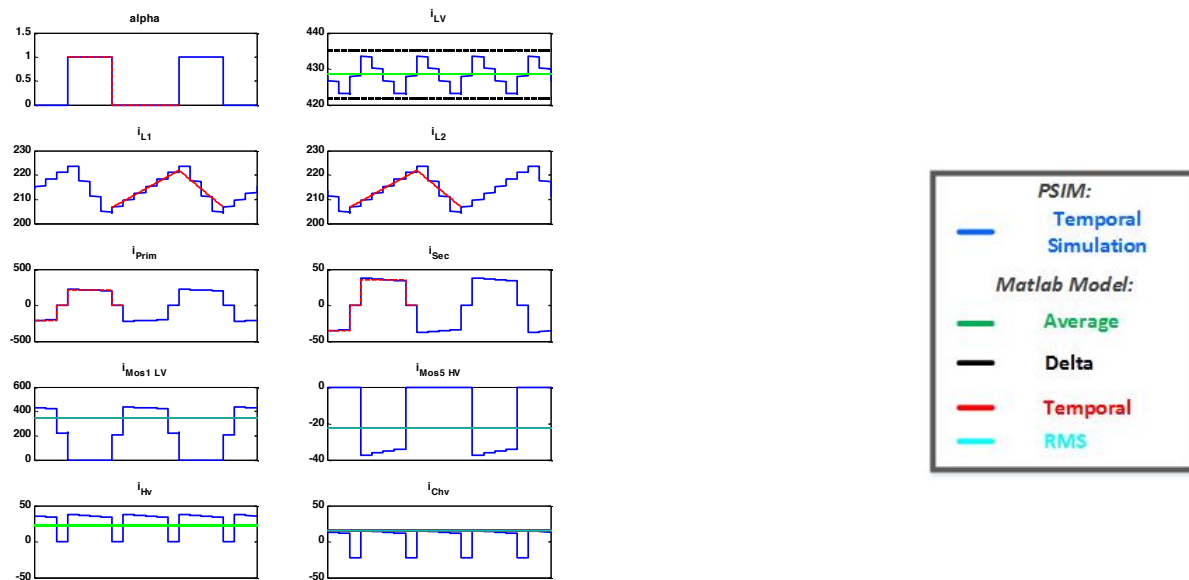 alpha
1.5
1
0.5
0
i_LV
440
430
420
i_L1
230
220
210
200
i_L2
230
220
210
200
i_Prim
500
0
-500
i_Sec
50
0
-50
i_Mos1 LV
600
400
200
0
i_Mos5 HV
0
-20
-40
i_Hv
50
0
-50
i_Chv
50
0
-50
PSIM:
Temporal
Simulation
Matlab Model:
Average
Delta
Temporal
RMS